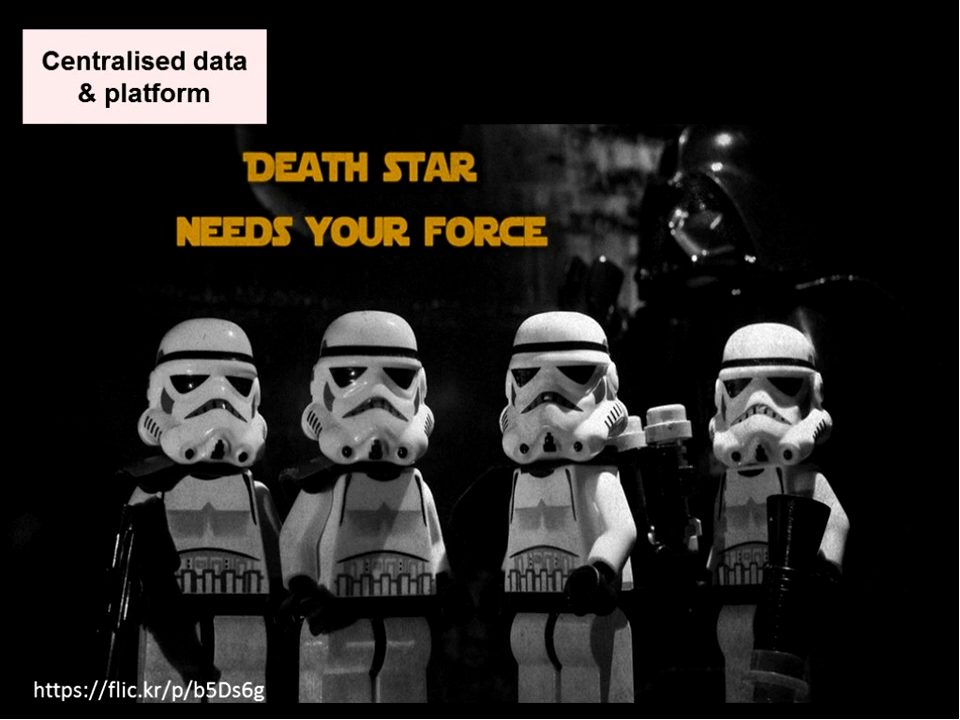 Centralised data
& platform
DEATH STAR
NEEDS YOUR FORCE
https://flic.kr/p/b5Ds6g